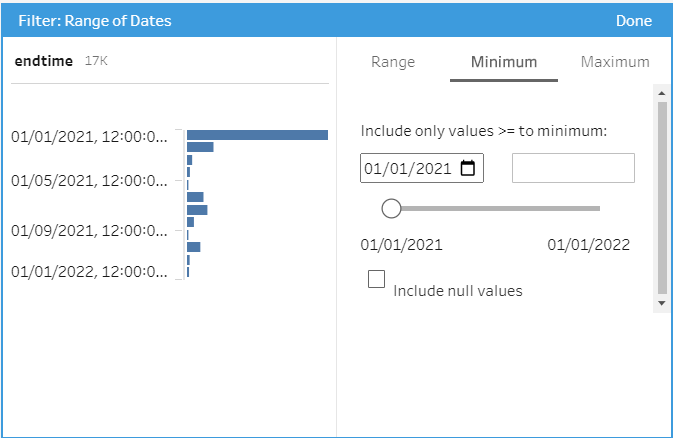 Filter: Range of Dates Done
endtime 17K
Range Minimum Maximum
01/01/2021, 12:00:0...
01/05/2021, 12:00:0...
01/09/2021, 12:00:0...
01/01/2022, 12:00:0...
Include only values >= to minimum:
01/01/2021
01/01/2021 01/01/2022
Include null values